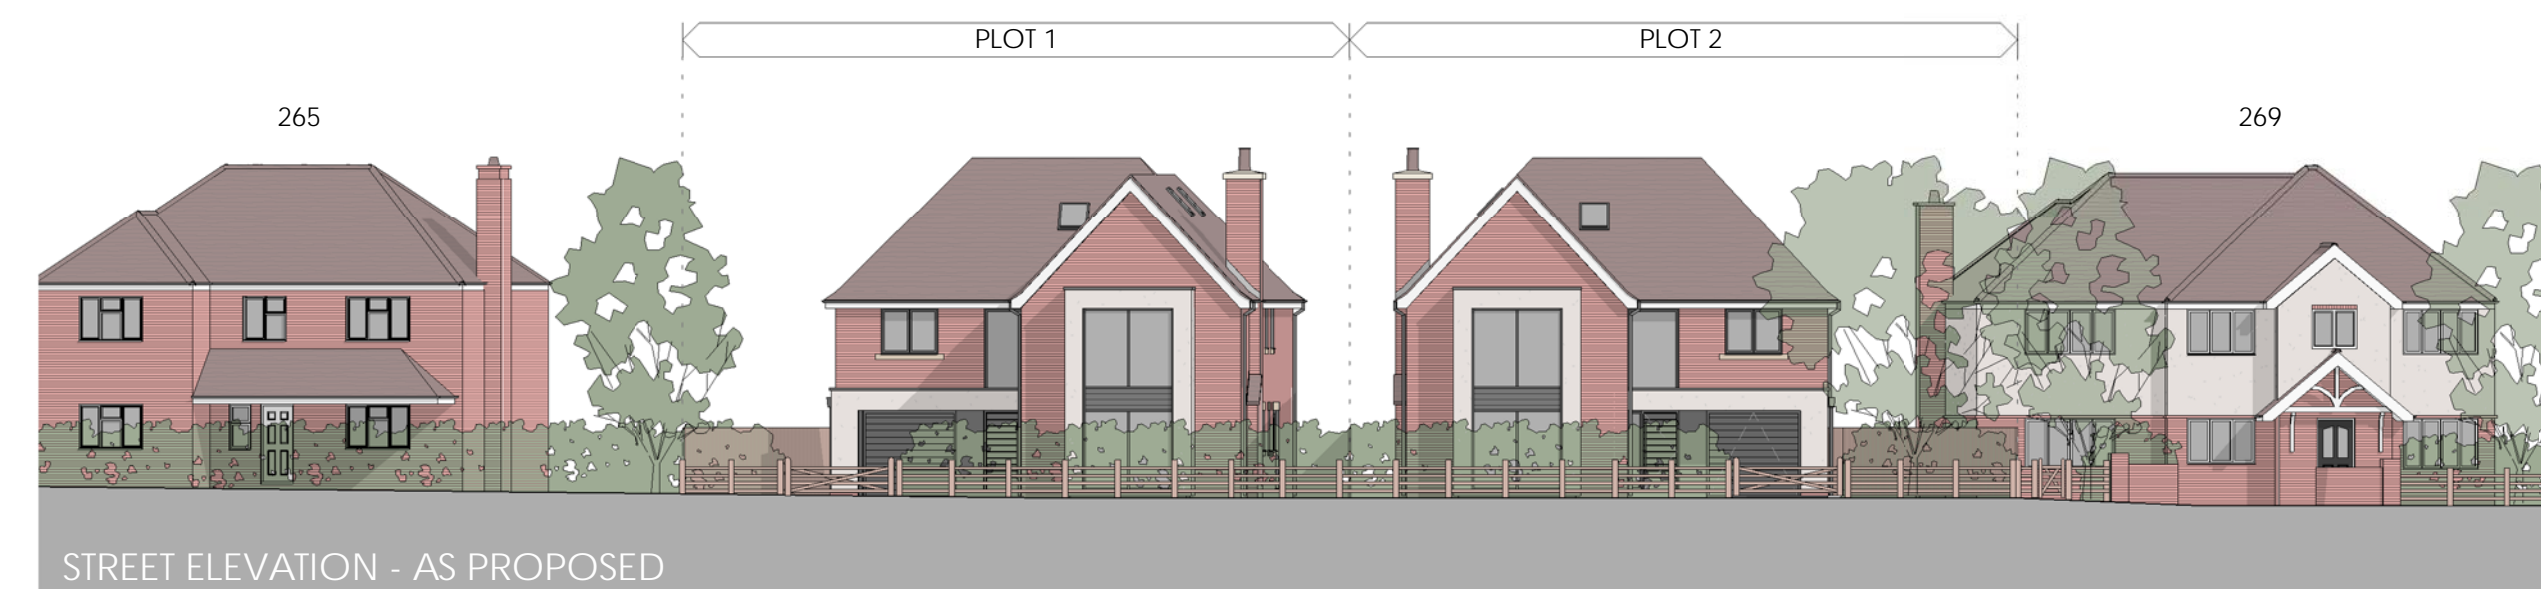 PLOT 1
PLOT 2
265
269
STREET ELEVATION - AS PROPOSED